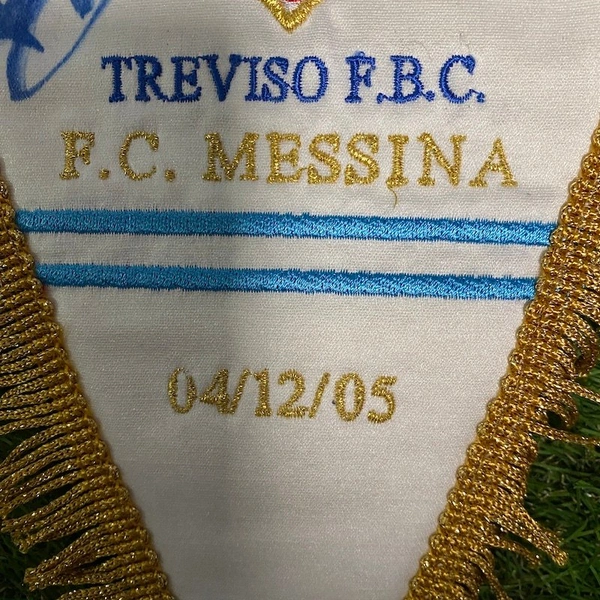 TREVISO F.B.C.
F.C. MESSINA
04/12/05